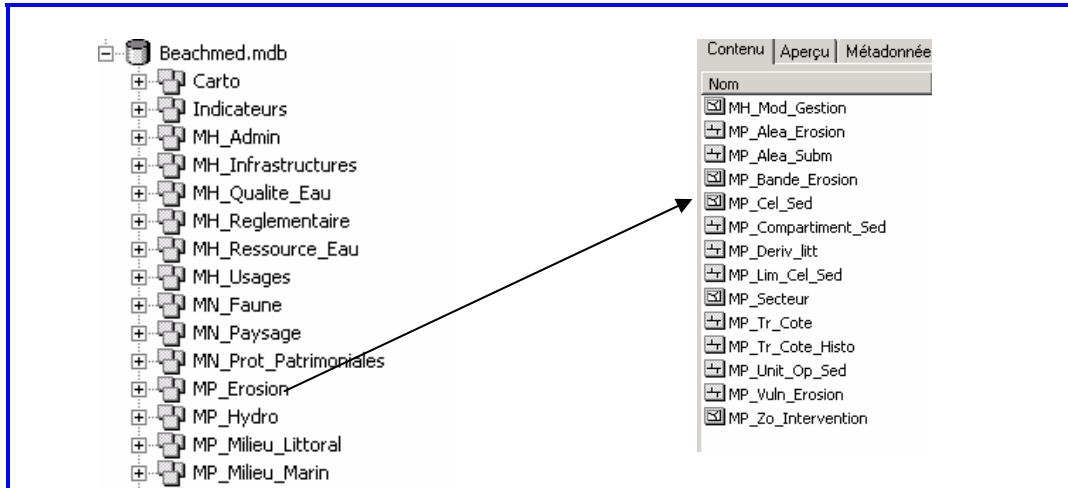 Beachmed.mdb
Carto
Indicateurs
MH_Admin
MH_Infrastructures
MH_Qualite_Eau
MH_Reglementaire
MH_Ressource_Eau
MH_Usages
MN_Faune
MN_Paysage
MN_Prot_Patrimoniales
MP_Erosion
MP_Hydro
MP_Milieu_Littoral
MP_Milieu_Marin
Contenu Aperçu Métadonnée
Nom
MH_Mod_Gestion
MP_Alea_Erosion
MP_Alea_Subm
MP_Bande_Erosion
MP_Cel_Sed
MP_Compartiment_Sed
MP_Deriv_litt
MP_Lim_Cel_Sed
MP_Secteur
MP_Tr_Cote
MP_Tr_Cote_Histo
MP_Unit_Op_Sed
MP_Vuln_Erosion
MP_Zo_Intervention